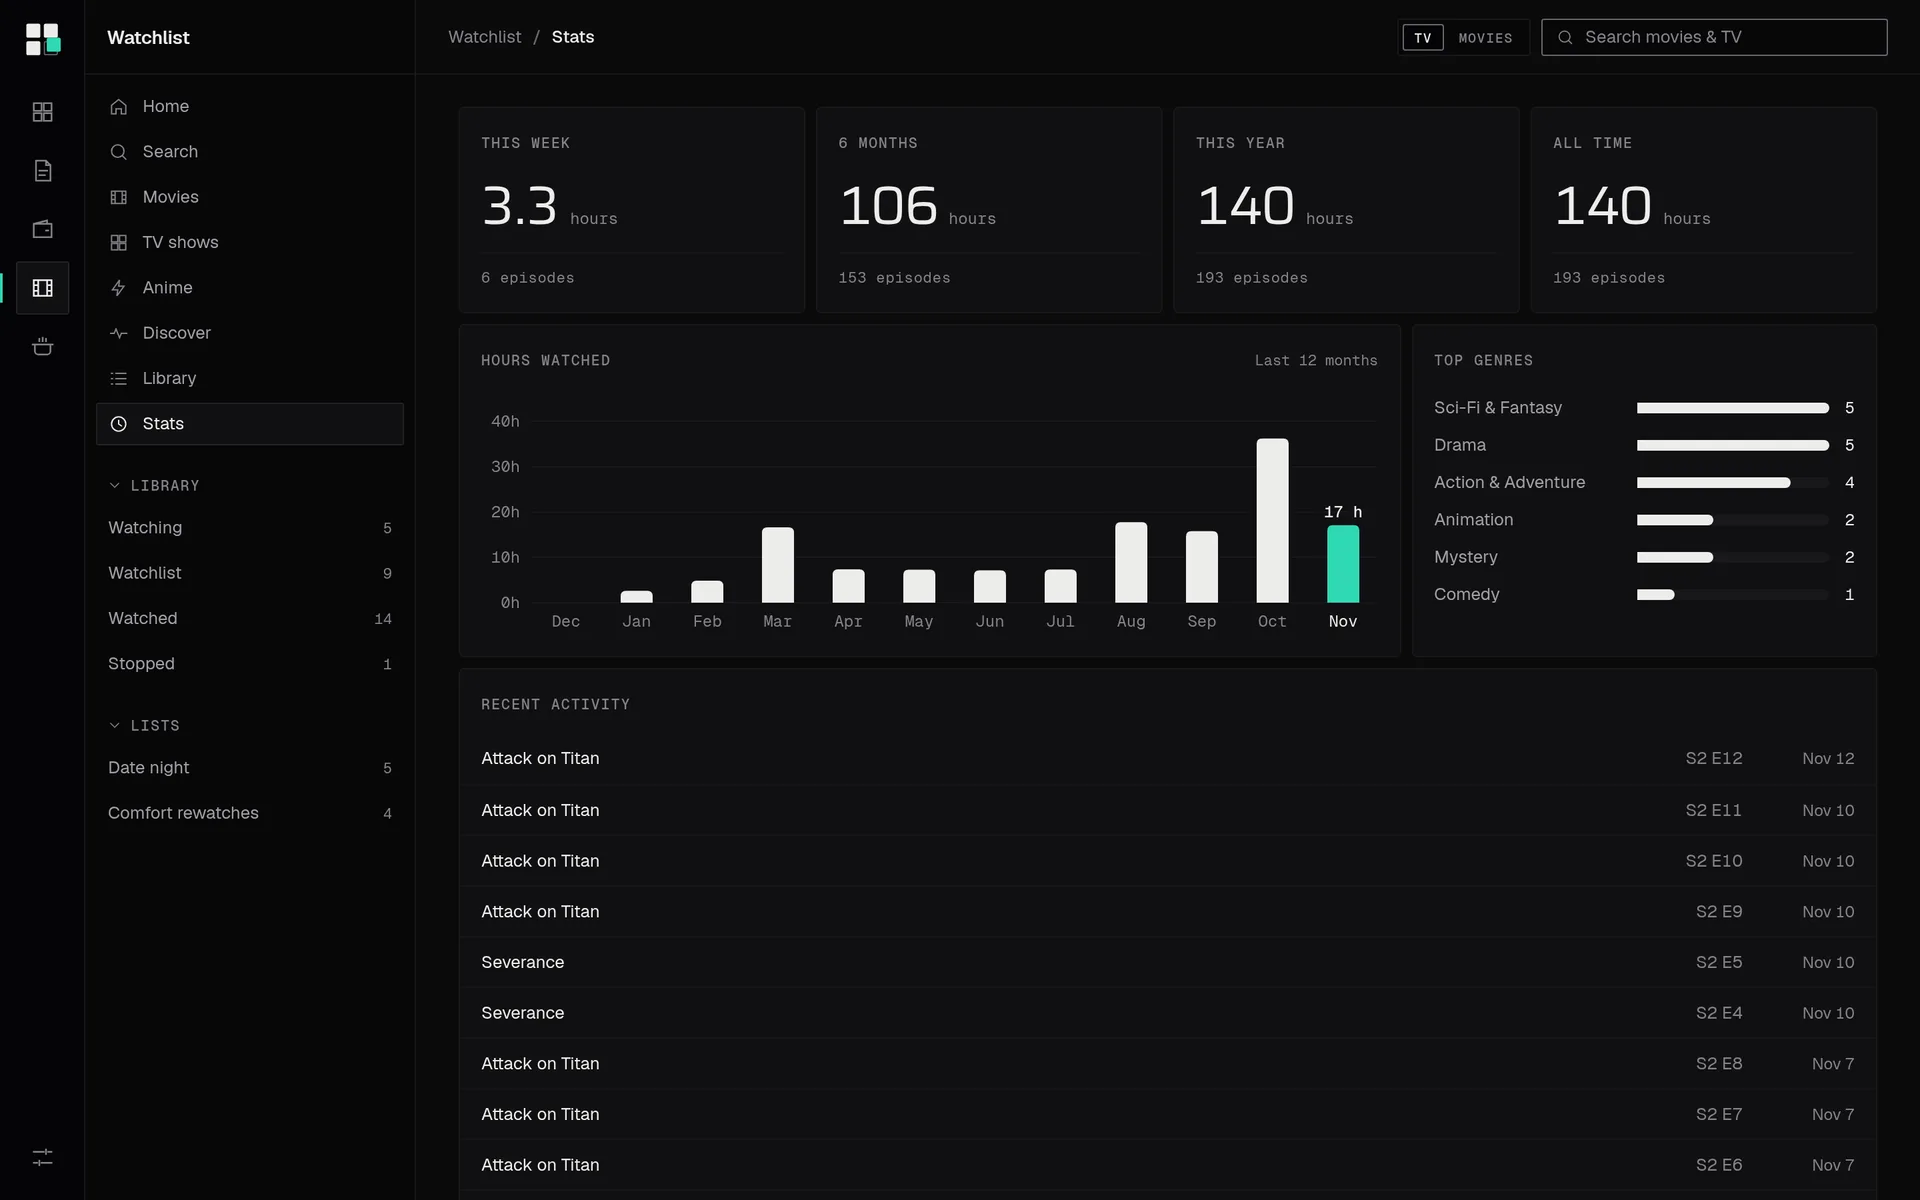 Watchlist
Watchlist / Stats
TV MOVIES
Search movies & TV
Home
Search
Movies
TV shows
Anime
Discover
Library
Stats
LIBRARY
Watching 5
Watchlist 9
Watched 14
Stopped 1
LISTS
Date night 5
Comfort rewatches 4
THIS WEEK
3.3 hours
6 episodes
6 MONTHS
106 hours
153 episodes
THIS YEAR
140 hours
193 episodes
ALL TIME
140 hours
193 episodes
HOURS WATCHED
Last 12 months
40h
30h
20h
10h
0h
17 h
Dec Jan Feb Mar Apr May Jun Jul Aug Sep Oct Nov
TOP GENRES
Sci-Fi & Fantasy 5
Drama 5
Action & Adventure 4
Animation 2
Mystery 2
Comedy 1
RECENT ACTIVITY
Attack on Titan S2 E12 Nov 12
Attack on Titan S2 E11 Nov 10
Attack on Titan S2 E10 Nov 10
Attack on Titan S2 E9 Nov 10
Severance S2 E5 Nov 10
Severance S2 E4 Nov 10
Attack on Titan S2 E8 Nov 7
Attack on Titan S2 E7 Nov 7
Attack on Titan S2 E6 Nov 7